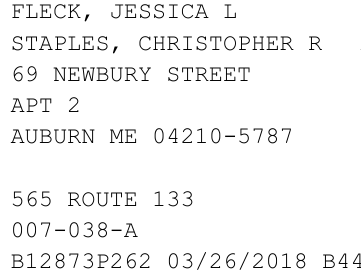 FLECK, JESSICA L
STAPLES, CHRISTOPHER R
69 NEWBURY STREET
APT 2
AUBURN ME 04210-5787
565 ROUTE 133
007-038-A
B12873P262 03/26/2018 B44